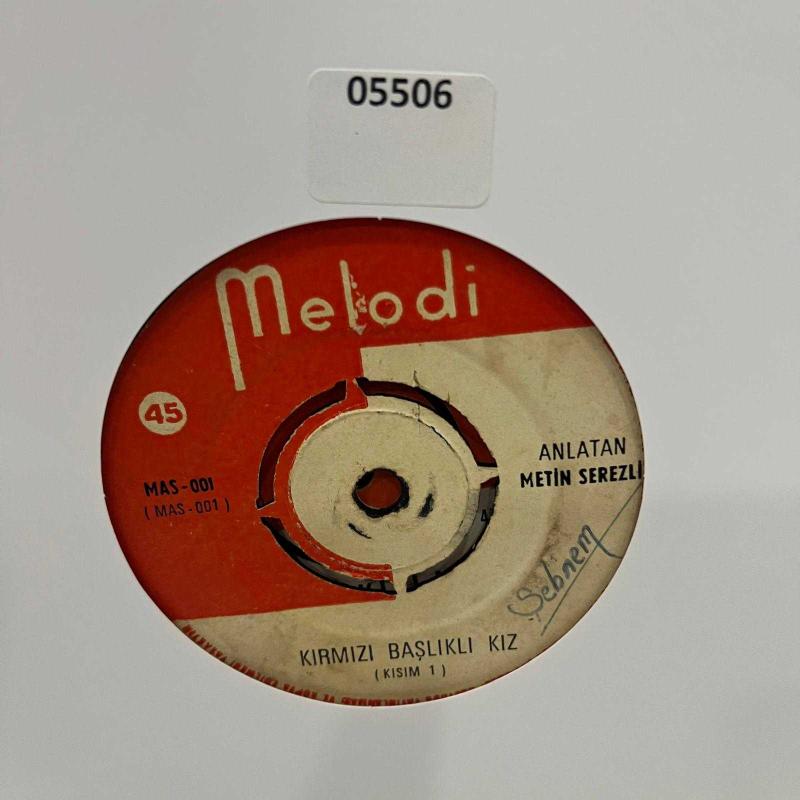 05506
Melodi
45
MAS-001
( MAS-001 )
ANLATAN
METİN SEREZLİ
Şebnem
KIRMIZI BAŞLIKLI KIZ
( KISIM 1 )